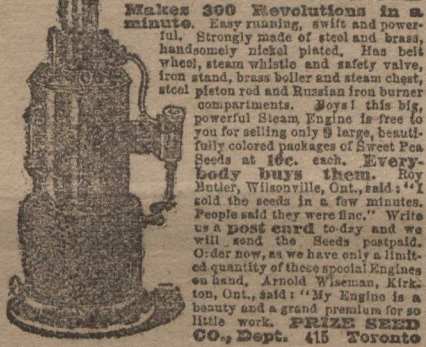 Makes 300 Revolutions in a
minute. Easy running, swift and power-
ful. Strongly made of steel and brass,
handsomely nickel plated. Has belt
wheel, steam whistle and safety valve,
iron stand, brass boiler and steam chest,
steel piston rod and Russian iron burner
compartments. Boys! this big,
powerful Steam Engine is free to
you for selling only 9 large, beauti-
fully colored packages of Sweet Pea
Seeds at 10c. each. Every-
body buys them. Roy
Butler, Wilsonville, Ont., said: "I
sold the seeds in a few minutes.
People said they were fine." Write
us a post card to-day and we
will send the Seeds postpaid.
Order now, as we have only a limit-
ed quantity of these special Engines
on hand. Arnold Wiseman, Kirk-
ton, Ont., said: "My Engine is a
beauty and a grand premium for so
little work. PRIZE SEED
CO., Dept. 415 Toronto